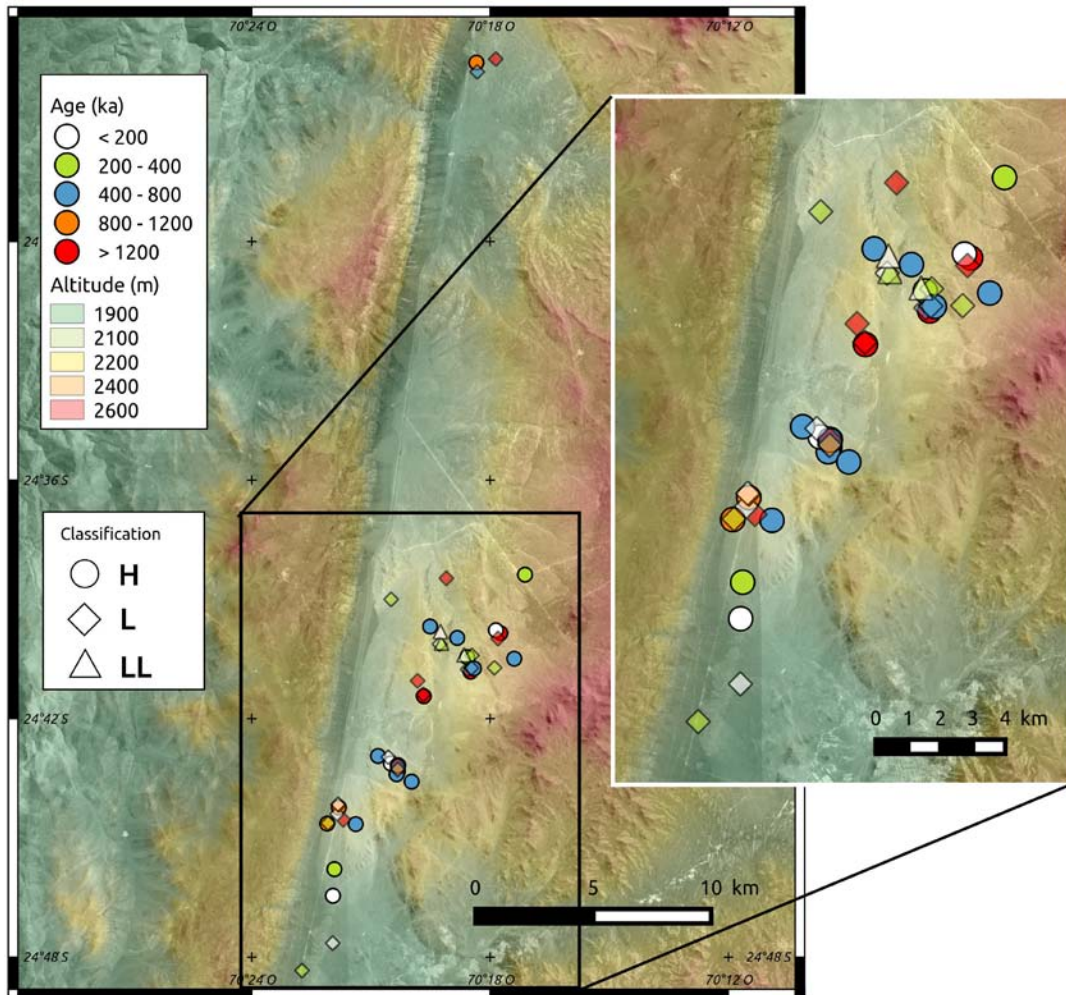 70°24 O 70°18 O 70°12 O
Age (ka)
< 200
200 - 400
400 - 800
800 - 1200
> 1200
Altitude (m)
1900
2100
2200
2400
2600
24°36 S
Classification
H
L
LL
24°42 S
0 1 2 3 4 km
0 5 10 km
24°48 S 24°48 S
70°24 O 70°18 O 70°12 O